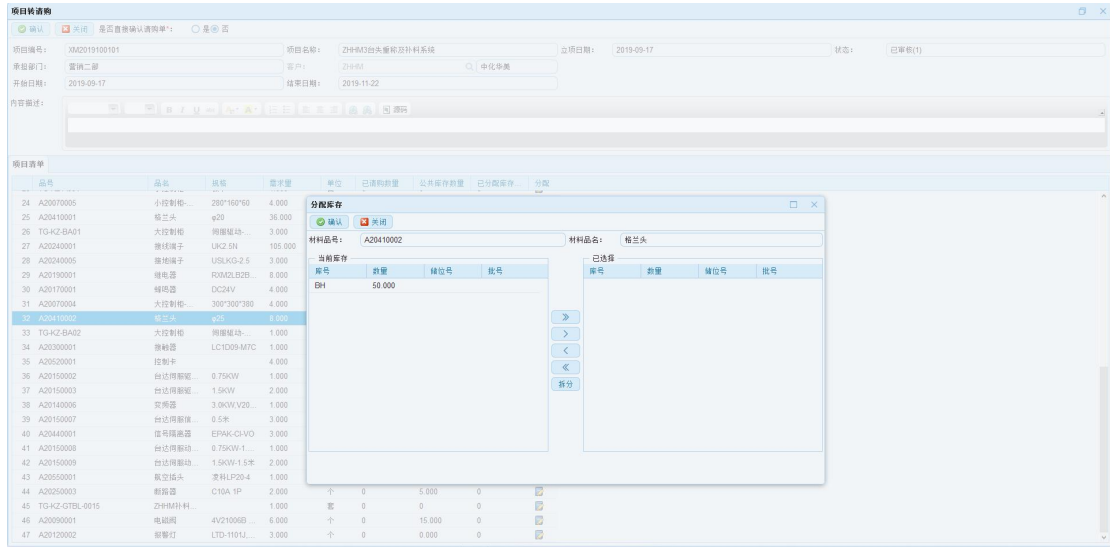 项目转请购
确认 关闭 是否直接确认请购单*： 是 否
项目编号： XM2019100101 项目名称： ZHHM3台失重称及补料系统 立项日期： 2019-09-17 状态： 已审核(1)
承担部门： 营销二部 客户： ZHHM 中化华美
开始日期： 2019-09-17 结束日期： 2019-11-22
内容描述： B I U 源码
项目清单
品号 品名 规格 需求量 单位 已请购数量 公共库存数量 已分配库存... 分配
24 A20070005 小控制柜-... 200*160*60 4.000
25 A20410001 格兰头 φ20 36.000
26 TG-KZ-BA01 大控制柜 伺服驱动-... 3.000
27 A20240001 接线端子 UK2.5N 105.000
28 A20240005 接地端子 USLKG-2.5 3.000
29 A20190001 继电器 RXM2LB2B... 8.000
30 A20170001 蜂鸣器 DC24V 4.000
31 A20070004 大控制柜-... 300*300*380 4.000
32 A20410002 格兰头 φ25 8.000
33 TG-KZ-BA02 大控制柜 伺服驱动-... 1.000
34 A20300001 接触器 LC1D09-M7C 1.000
35 A20520001 控制卡 4.000
36 A20150002 台达伺服驱... 0.75KW 1.000
37 A20150003 台达伺服驱... 1.5KW 2.000
38 A20140006 变频器 3.0KW:V20... 1.000
39 A20150007 台达伺服信... 0.5米 3.000
40 A20440001 信号隔离器 EPAK-CI-VO 3.000
41 A20150008 台达伺服动... 0.75KW-1... 1.000
42 A20150009 台达伺服动... 1.5KW-1.5米 2.000
43 A20550001 航空插头 凌科LP20-4 1.000
44 A20250003 断路器 C10A 1P 2.000 个 0 5.000 0
45 TG-KZ-GTBL-0015 ZHHM补料... 1.000 套 0 0 0
46 A20090001 电磁阀 4V21006B... 6.000 个 0 15.000 0
47 A20120002 报警灯 LTD-1101J,... 3.000 个 0 0.000 0
分配库存
确认 关闭
材料品号： A20410002 材料品名： 格兰头
当前库存
库号 数量 储位号 批号
BH 50.000
已选择
库号 数量 储位号 批号
拆分